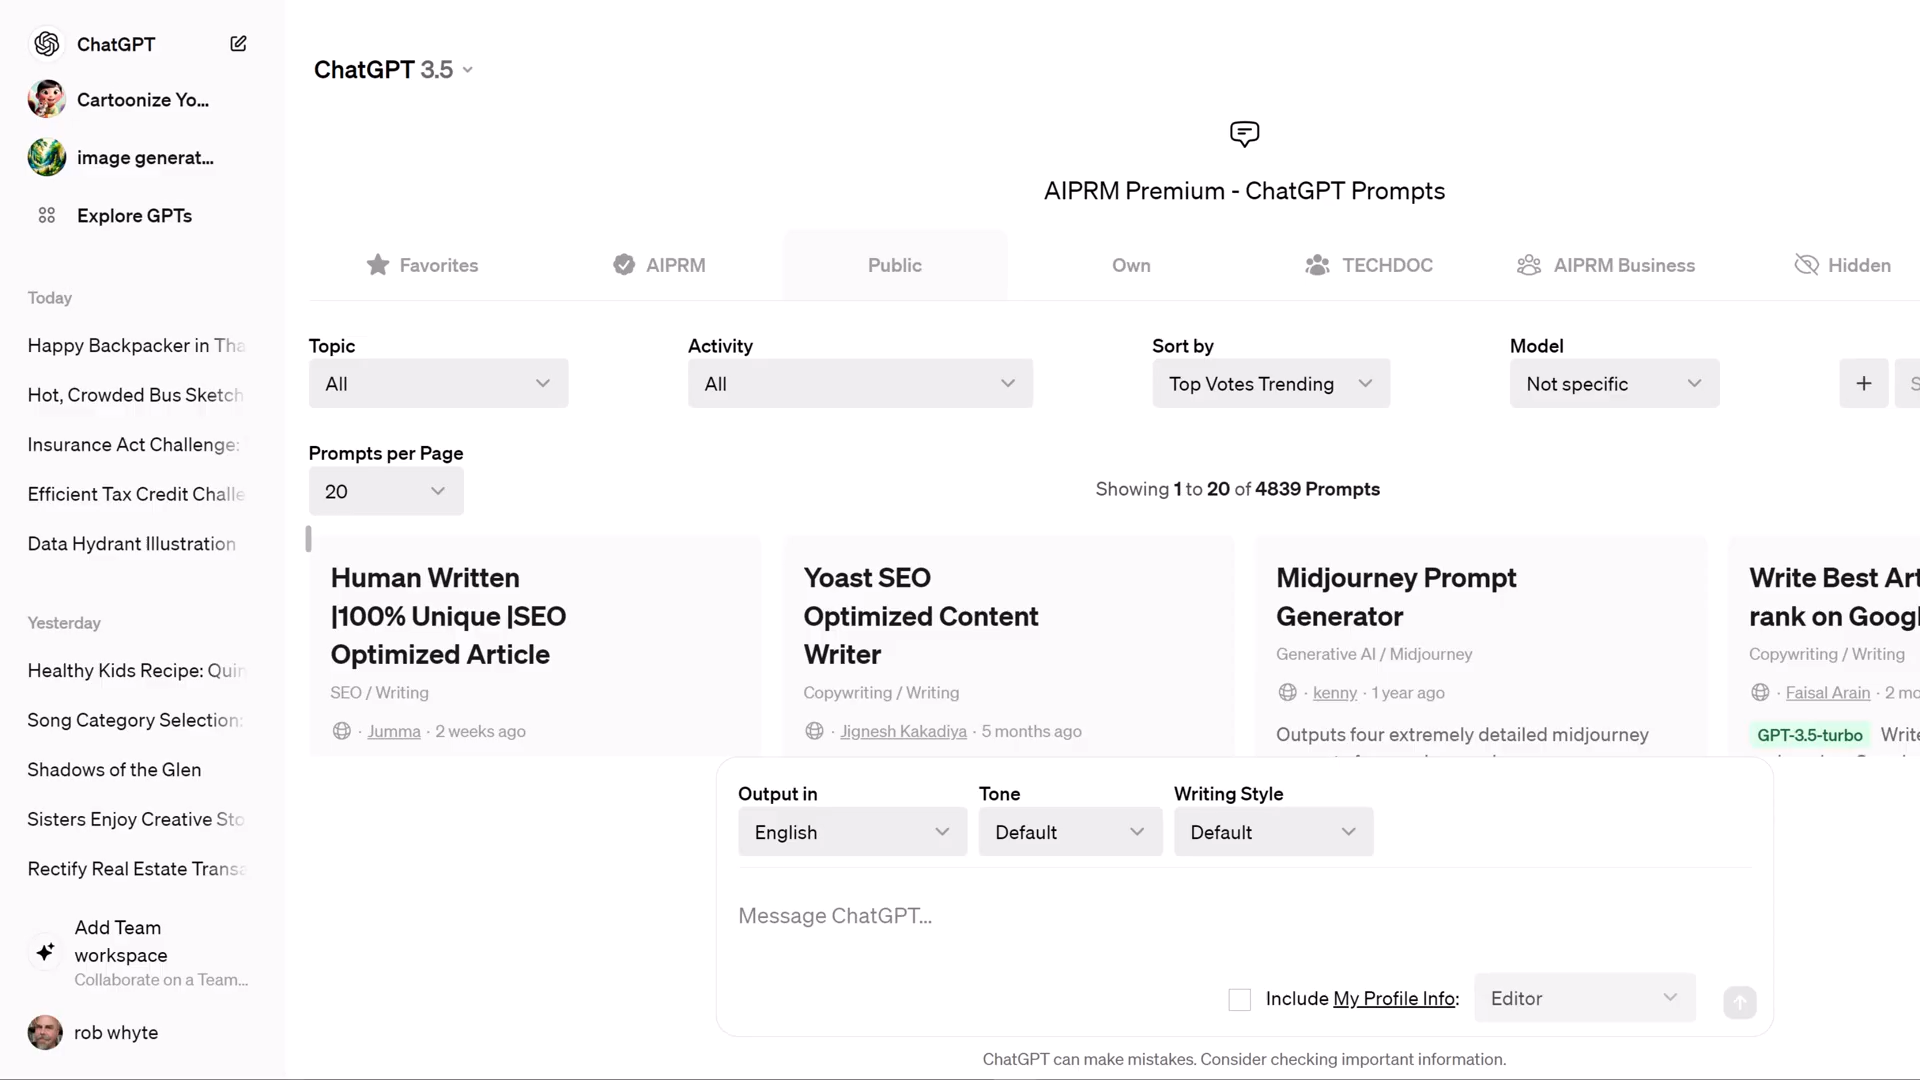 ChatGPT
Cartoonize Yo...
image generat...
Explore GPTs
Today
Happy Backpacker in Tha
Hot, Crowded Bus Sketch
Insurance Act Challenge:
Efficient Tax Credit Challe
Data Hydrant Illustration
Yesterday
Healthy Kids Recipe: Quin
Song Category Selection:
Shadows of the Glen
Sisters Enjoy Creative Sto
Rectify Real Estate Transa
Add Team
workspace
Collaborate on a Team...
rob whyte
ChatGPT 3.5
AIPRM Premium - ChatGPT Prompts
Favorites
AIPRM
Public
Own
TECHDOC
AIPRM Business
Hidden
Topic
All
Activity
All
Sort by
Top Votes Trending
Model
Not specific
+
S
Prompts per Page
20
Showing 1 to 20 of 4839 Prompts
Human Written
|100% Unique |SEO
Optimized Article
SEO / Writing
· Jumma · 2 weeks ago
Yoast SEO
Optimized Content
Writer
Copywriting / Writing
· Jignesh Kakadiya · 5 months ago
Midjourney Prompt
Generator
Generative AI / Midjourney
· kenny · 1 year ago
Outputs four extremely detailed midjourney
Write Best Art
rank on Googl
Copywriting / Writing
· Faisal Arain · 2 mo
GPT-3.5-turbo Write
Output in
English
Tone
Default
Writing Style
Default
Message ChatGPT...
Include My Profile Info:
Editor
ChatGPT can make mistakes. Consider checking important information.